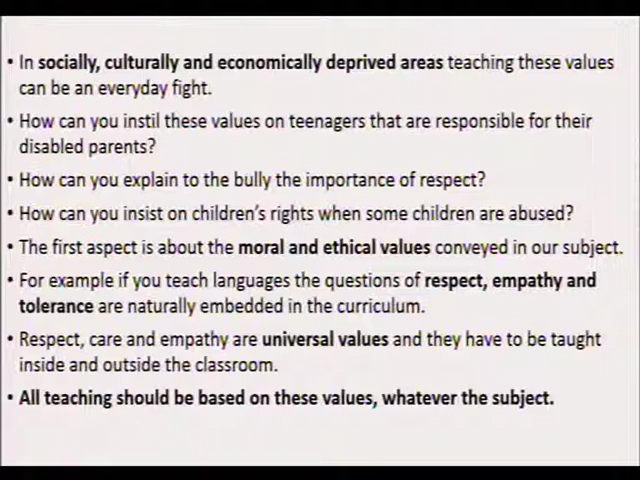 • In socially, culturally and economically deprived areas teaching these values
can be an everyday fight.
• How can you instil these values on teenagers that are responsible for their
disabled parents?
• How can you explain to the bully the importance of respect?
• How can you insist on children's rights when some children are abused?
• The first aspect is about the moral and ethical values conveyed in our subject.
• For example if you teach languages the questions of respect, empathy and
tolerance are naturally embedded in the curriculum.
• Respect, care and empathy are universal values and they have to be taught
inside and outside the classroom.
• All teaching should be based on these values, whatever the subject.